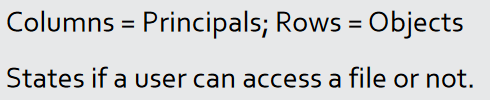 Columns = Principals; Rows = Objects
States if a user can access a file or not.